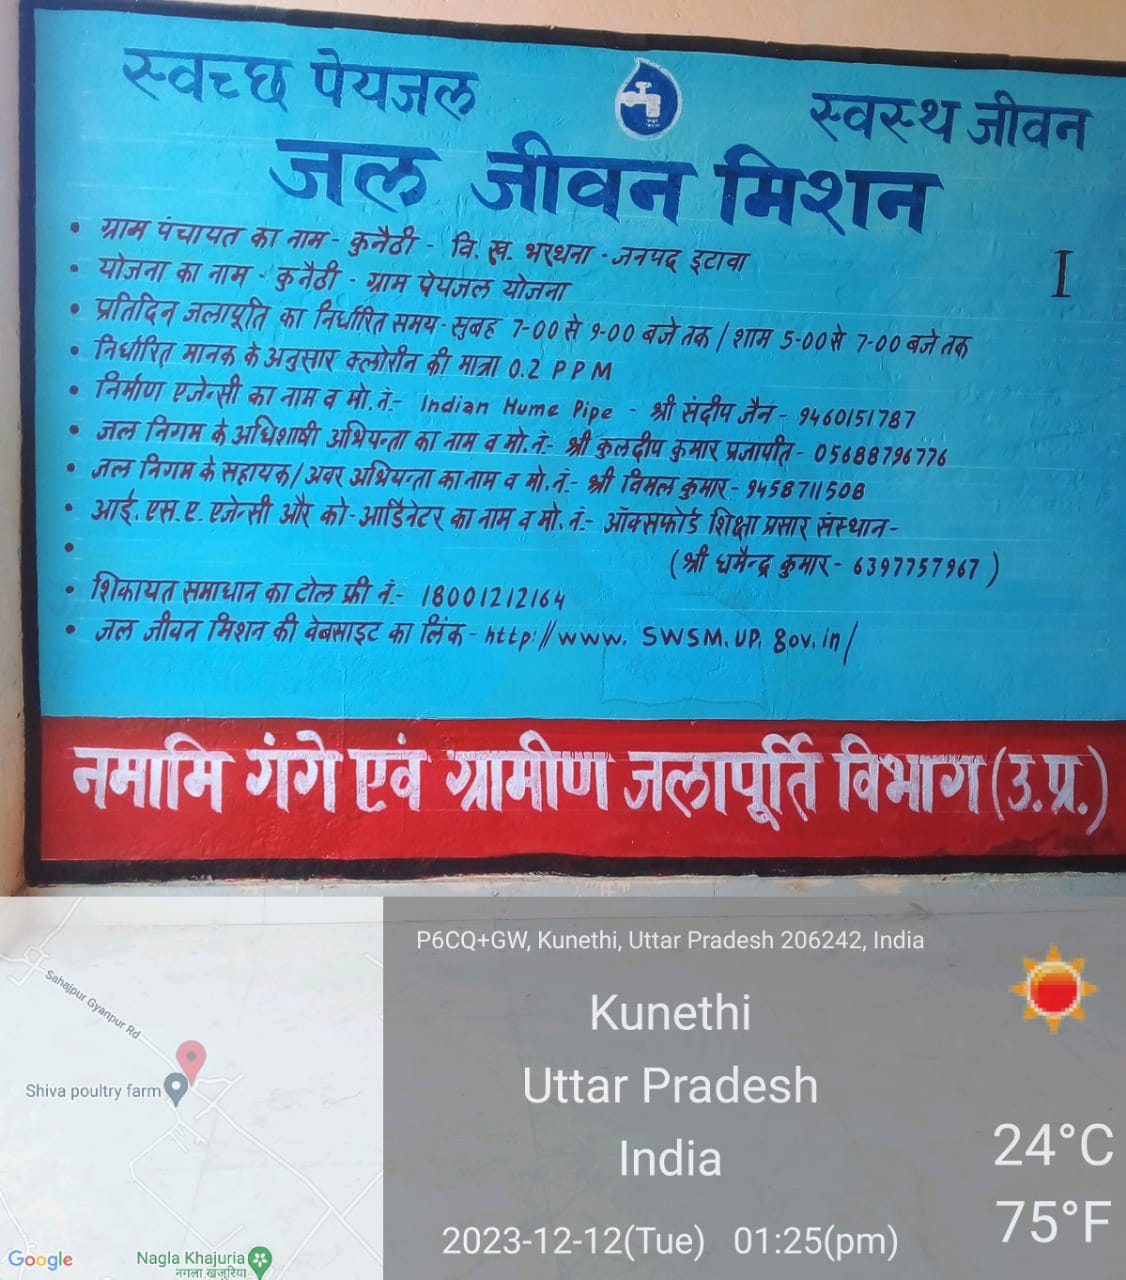 स्वच्छ पेयजल
स्वस्थ जीवन
जल जीवन मिशन
• ग्राम पंचायत का नाम - कुनैठी - वि. ख. भरथना - जनपद इटावा
I
• योजना का नाम - कुनैठी - ग्राम पेयजल योजना
• प्रतिदिन जलापूति का निर्धारित समय - सुबह 7-00 से 9-00 बजे तक / शाम 5-00 से 7-00 बजे तक
• निर्धारित मानक के अनुसार क्लोरीन की मात्रा 0.2 PPM
• निर्माण एजेन्सी का नाम व मो. नं.- Indian Hume Pipe - श्री संदीप जैन - 9460151787
• जल निगम के अधिशाषी अभियन्ता का नाम व मो. नं.- श्री कुलदीप कुमार प्रजापति - 05688796776
• जल निगम के सहायक/अवर अभियन्ता का नाम व मो. नं.- श्री विमल कुमार - 9458711508
• आई. एस. ए. एजेन्सी और को-आर्डिनेटर का नाम व मो. नं.- ऑक्सफोर्ड शिक्षा प्रसार संस्थान -
• (श्री धमेन्द्र कुमार - 6397757967)
• शिकायत समाधान का टोल फ्री नं.- 18001212164
• जल जीवन मिशन की वेबसाइट का लिंक - http://www. SWSM. UP. gov. in/
नमामि गंगे एवं ग्रामीण जलापूर्ति विभाग (उ.प्र.)
P6CQ+GW, Kunethi, Uttar Pradesh 206242, India
Kunethi
Uttar Pradesh
India
24°C
75°F
2023-12-12(Tue) 01:25(pm)
Sahajpur Gyanpur Rd
Shiva poultry farm
Google
Nagla Khajuria
नगला खजुरिया